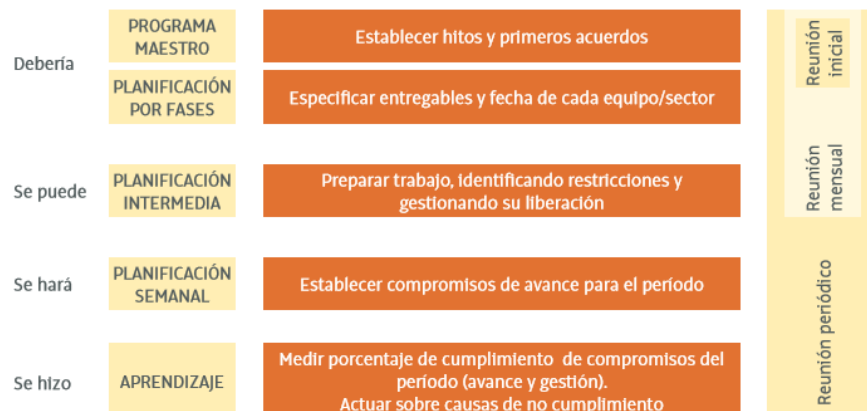 Debería
PROGRAMA
MAESTRO
Establecer hitos y primeros acuerdos
PLANIFICACIÓN
POR FASES
Especificar entregables y fecha de cada equipo/sector
Se puede
PLANIFICACIÓN
INTERMEDIA
Preparar trabajo, identificando restricciones y
gestionando su liberación
Se hará
PLANIFICACIÓN
SEMANAL
Establecer compromisos de avance para el período
Se hizo
APRENDIZAJE
Medir porcentaje de cumplimiento de compromisos del
período (avance y gestión).
Actuar sobre causas de no cumplimiento
Reunión
inicial
Reunión
mensual
Reunión periódico